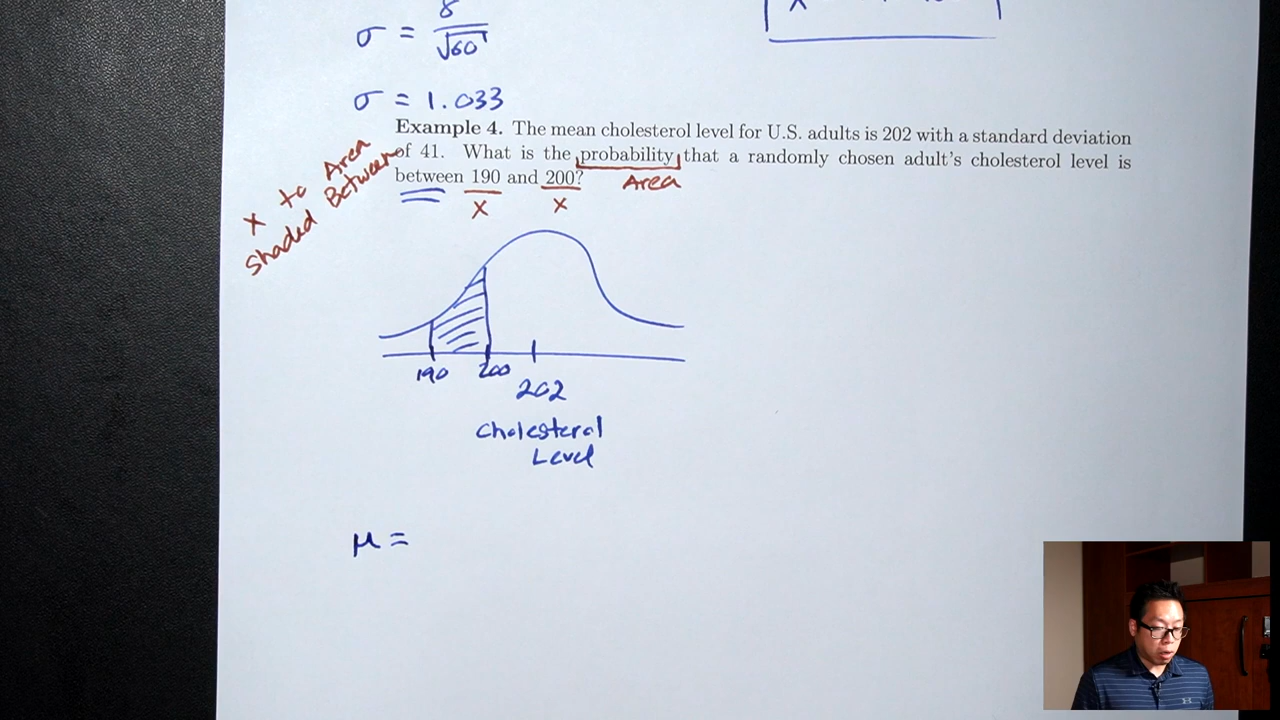 σ = 8/√60
σ = 1.033
Example 4. The mean cholesterol level for U.S. adults is 202 with a standard deviation
of 41. What is the probability that a randomly chosen adult's cholesterol level is
between 190 and 200?
Area
x to Area
shaded Between
x x
190 200
202
Cholesterol
Level
μ =